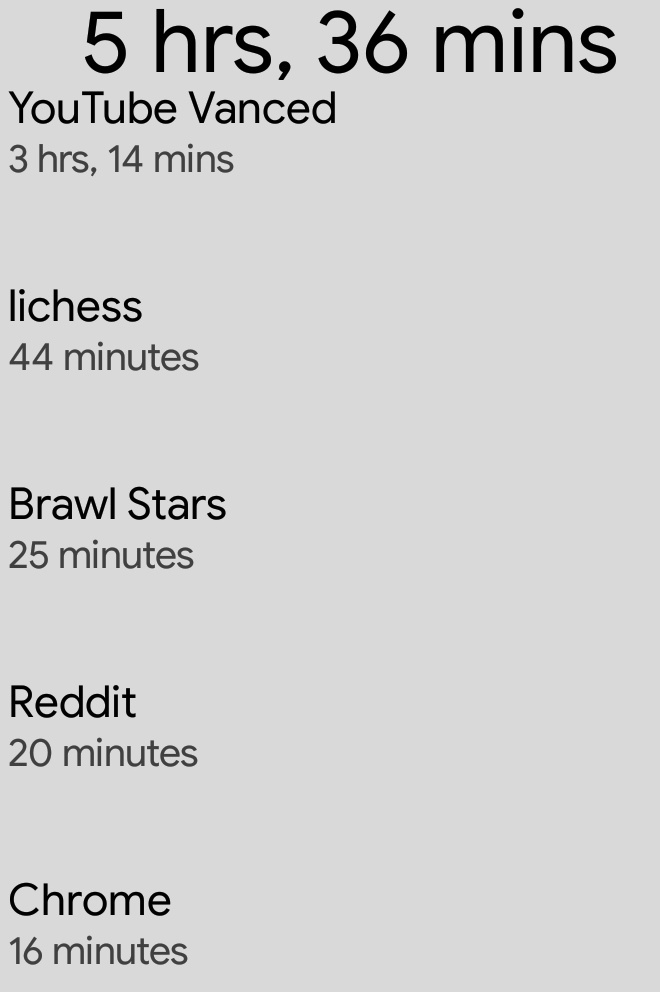 5 hrs, 36 mins
YouTube Vanced
3 hrs, 14 mins
lichess
44 minutes
Brawl Stars
25 minutes
Reddit
20 minutes
Chrome
16 minutes